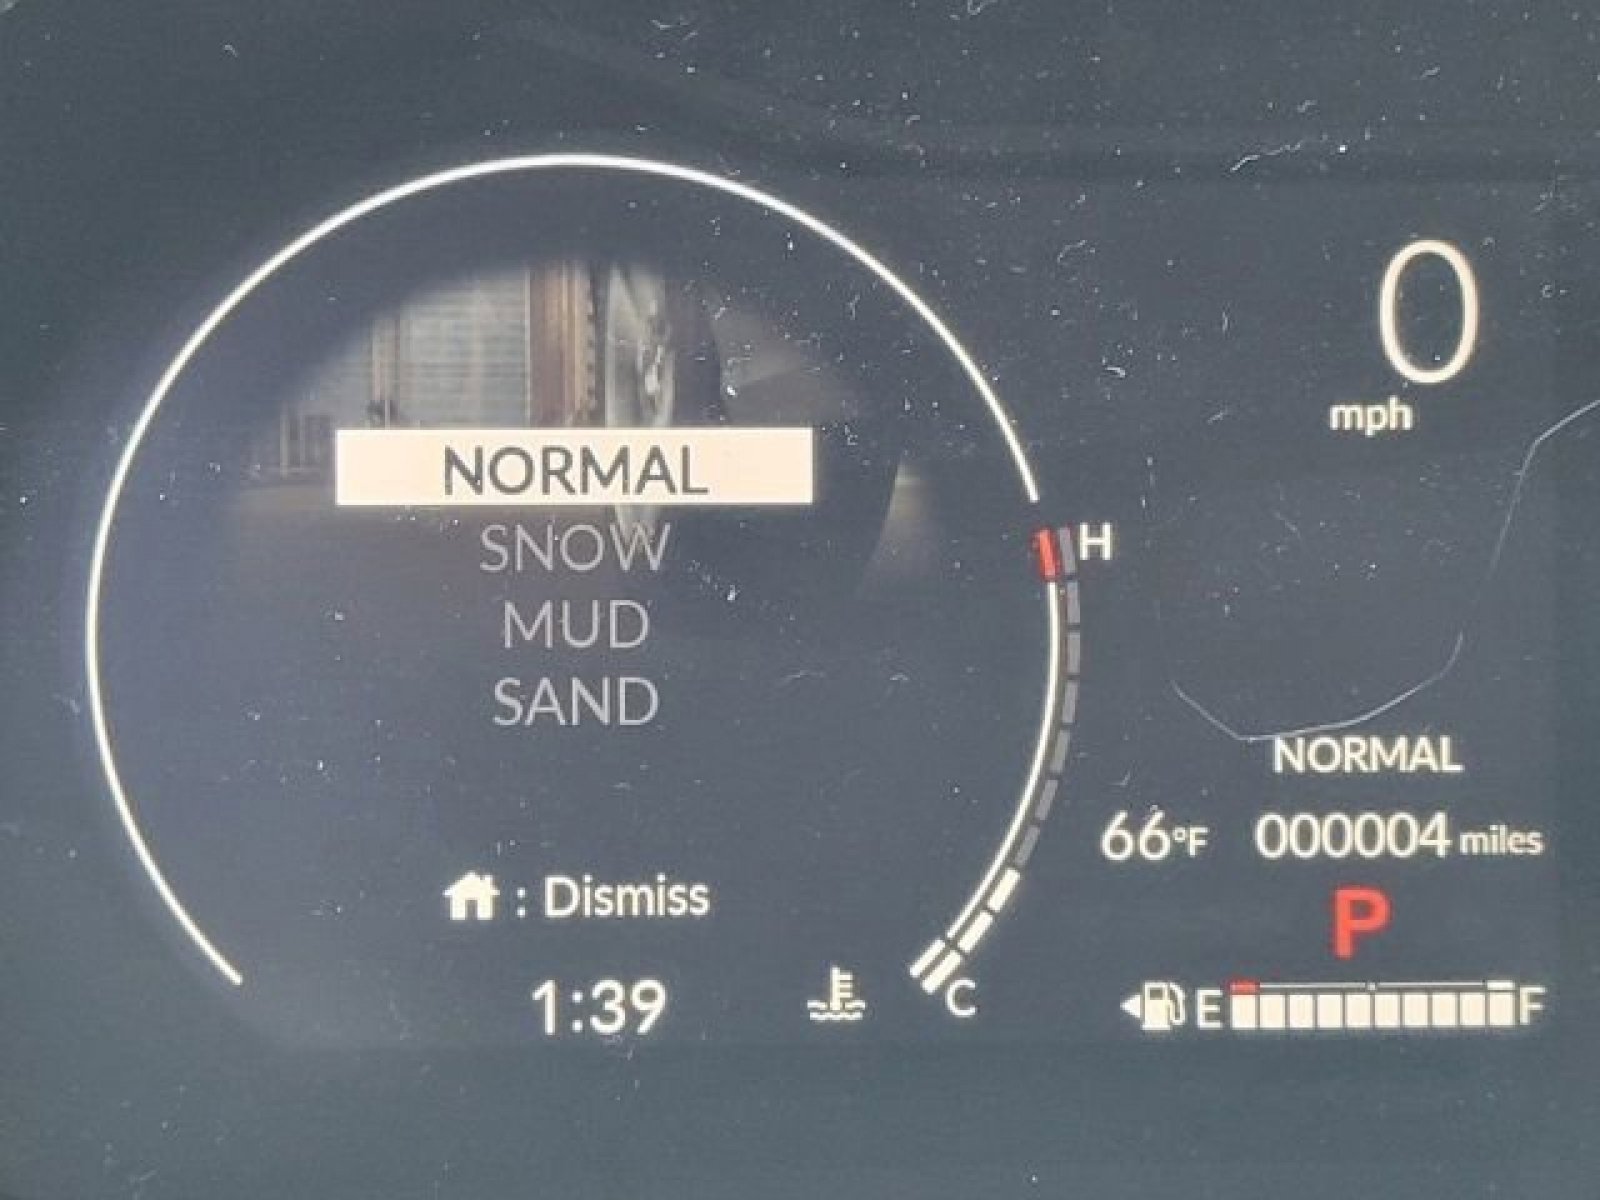 0
mph
NORMAL
SNOW
MUD
SAND
H
NORMAL
66°F 000004 miles
: Dismiss
P
1:39
C
E F